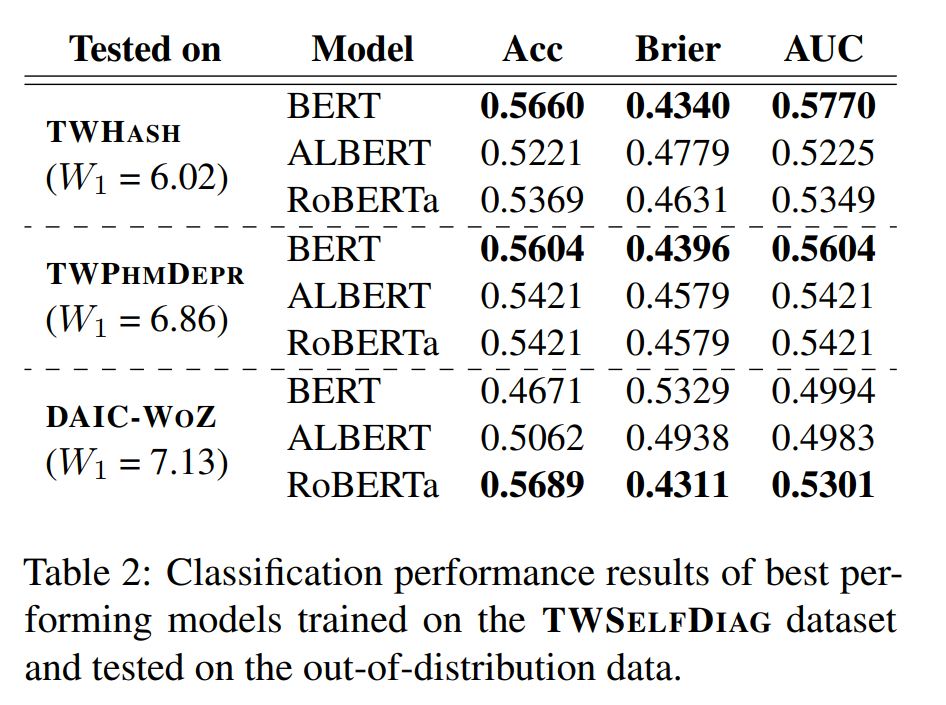 Tested on Model Acc Brier AUC
TWHASH BERT 0.5660 0.4340 0.5770
(W1 = 6.02) ALBERT 0.5221 0.4779 0.5225
RoBERTa 0.5369 0.4631 0.5349
TWPHMDEPR BERT 0.5604 0.4396 0.5604
(W1 = 6.86) ALBERT 0.5421 0.4579 0.5421
RoBERTa 0.5421 0.4579 0.5421
DAIC-WOZ BERT 0.4671 0.5329 0.4994
(W1 = 7.13) ALBERT 0.5062 0.4938 0.4983
RoBERTa 0.5689 0.4311 0.5301
Table 2: Classification performance results of best per-
forming models trained on the TWSELFDIAG dataset
and tested on the out-of-distribution data.